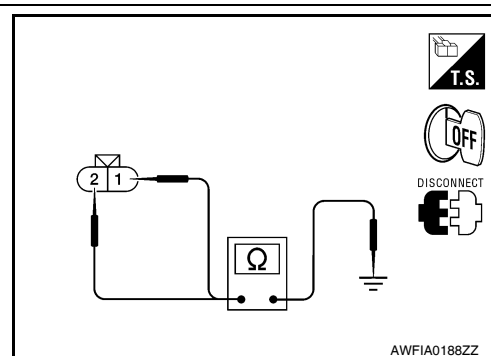 T.S.
OFF
DISCONNECT
2 1
Ω
AWFIA0188ZZ